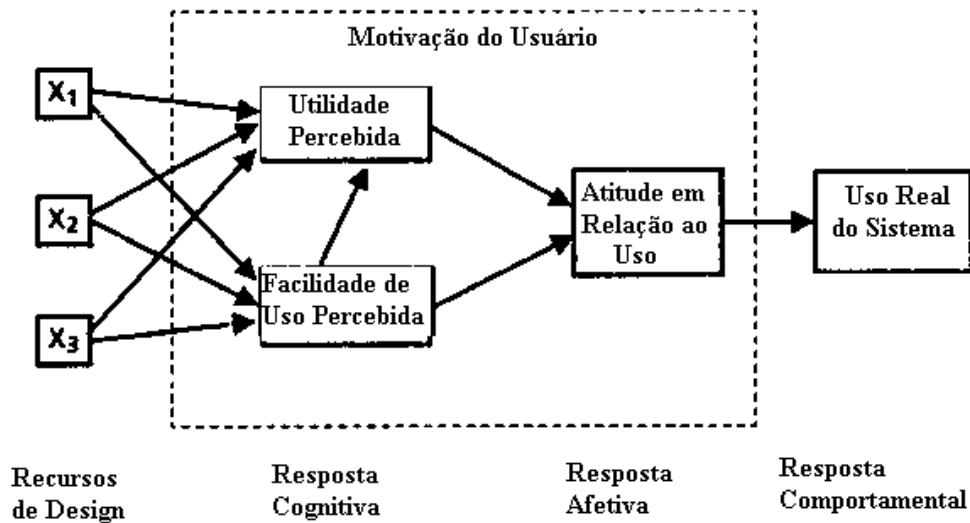 Motivação do Usuário
X1
Utilidade
Percebida
X2
Atitude em
Relação ao
Uso
Uso Real
do Sistema
Facilidade de
Uso Percebida
X3
Recursos
de Design
Resposta
Cognitiva
Resposta
Afetiva
Resposta
Comportamental